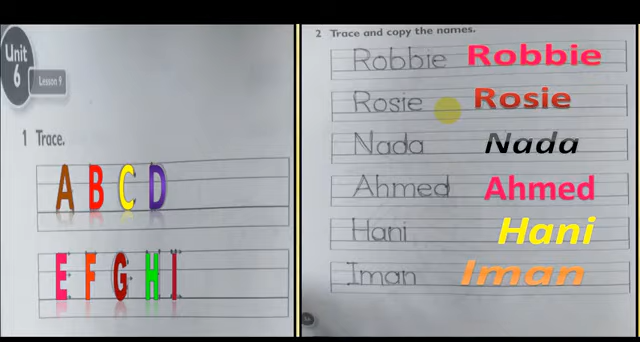 Unit
6
Lesson 9
1 Trace.
A B C D
E F G H I
2 Trace and copy the names.
Robbie Robbie
Rosie Rosie
Nada Nada
Ahmed Ahmed
Hani Hani
Iman Iman